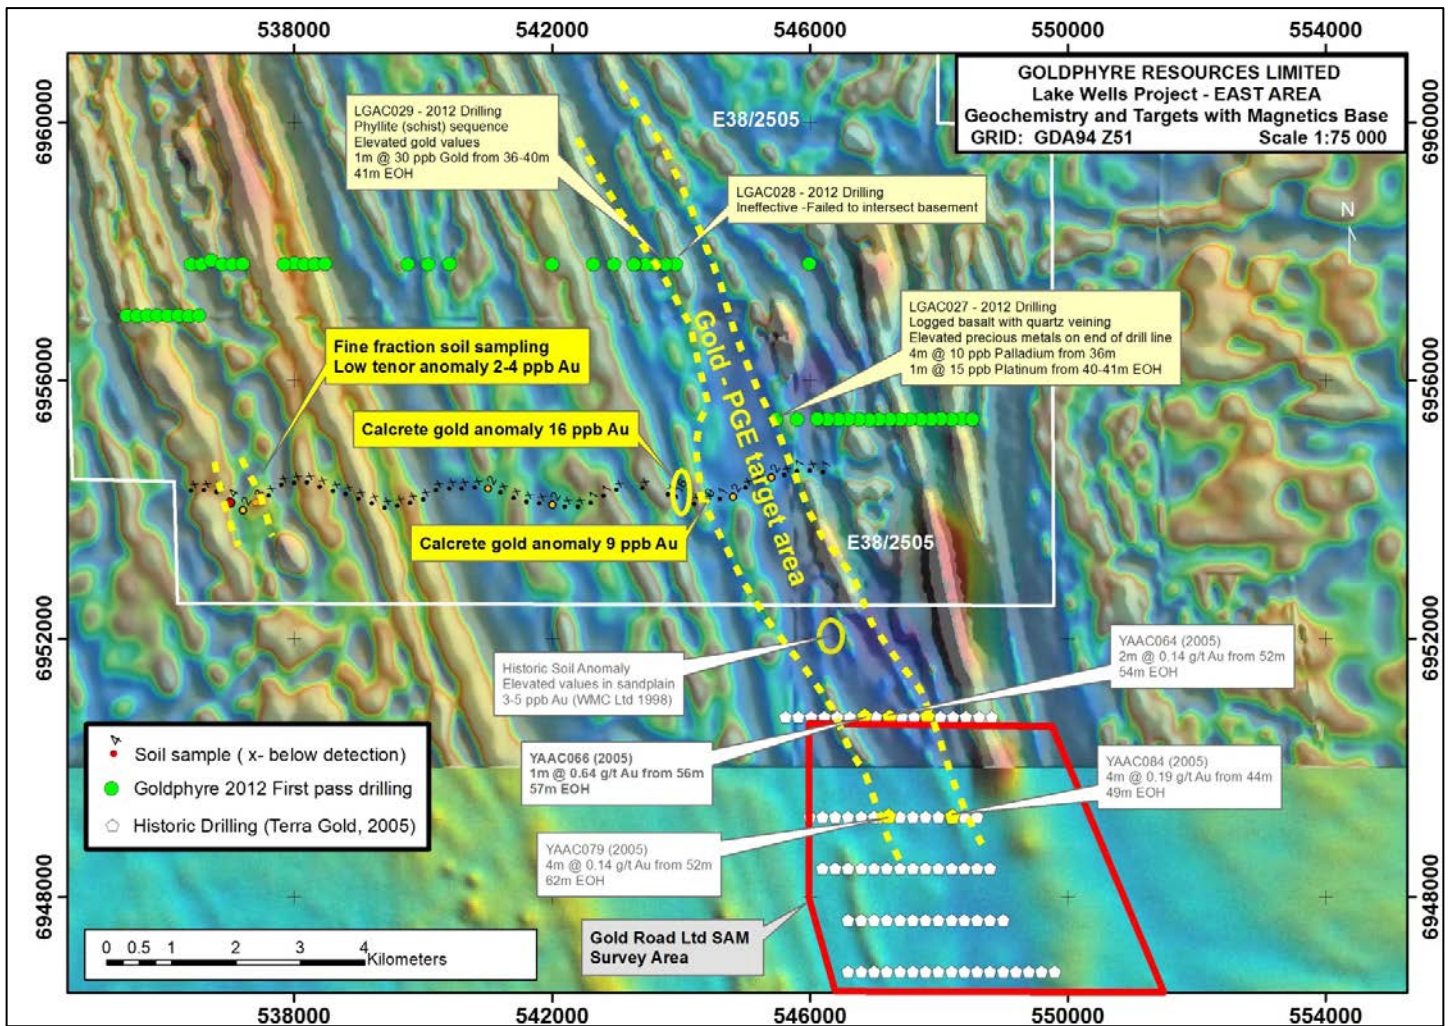 538000
542000
546000
550000
554000
GOLDPHYRE RESOURCES LIMITED
Lake Wells Project - EAST AREA
Geochemistry and Targets with Magnetics Base
GRID: GDA94 Z51 Scale 1:75 000
6960000
6960000
LGAC029 - 2012 Drilling
Phyllite (schist) sequence
Elevated gold values
1m @ 30 ppb Gold from 36-40m
41m EOH
E38/2505
LGAC028 - 2012 Drilling
Ineffective -Failed to intersect basement
N
LGAC027 - 2012 Drilling
Logged basalt with quartz veining
Elevated precious metals on end of drill line
4m @ 10 ppb Palladium from 36m
1m @ 15 ppb Platinum from 40-41m EOH
Fine fraction soil sampling
Low tenor anomaly 2-4 ppb Au
6956000
6956000
Gold - PGE target area
Calcrete gold anomaly 16 ppb Au
Calcrete gold anomaly 9 ppb Au
E38/2505
6952000
6952000
Historic Soil Anomaly
Elevated values in sandplain
3-5 ppb Au (WMC Ltd 1998)
YAAC064 (2005)
2m @ 0.14 g/t Au from 52m
54m EOH
YAAC066 (2005)
1m @ 0.64 g/t Au from 56m
57m EOH
YAAC084 (2005)
4m @ 0.19 g/t Au from 44m
49m EOH
Soil sample ( x- below detection)
Goldphyre 2012 First pass drilling
Historic Drilling (Terra Gold, 2005)
YAAC079 (2005)
4m @ 0.14 g/t Au from 52m
62m EOH
6948000
6948000
Gold Road Ltd SAM
Survey Area
0 0.5 1 2 3 4
Kilometers
538000
542000
546000
550000
554000